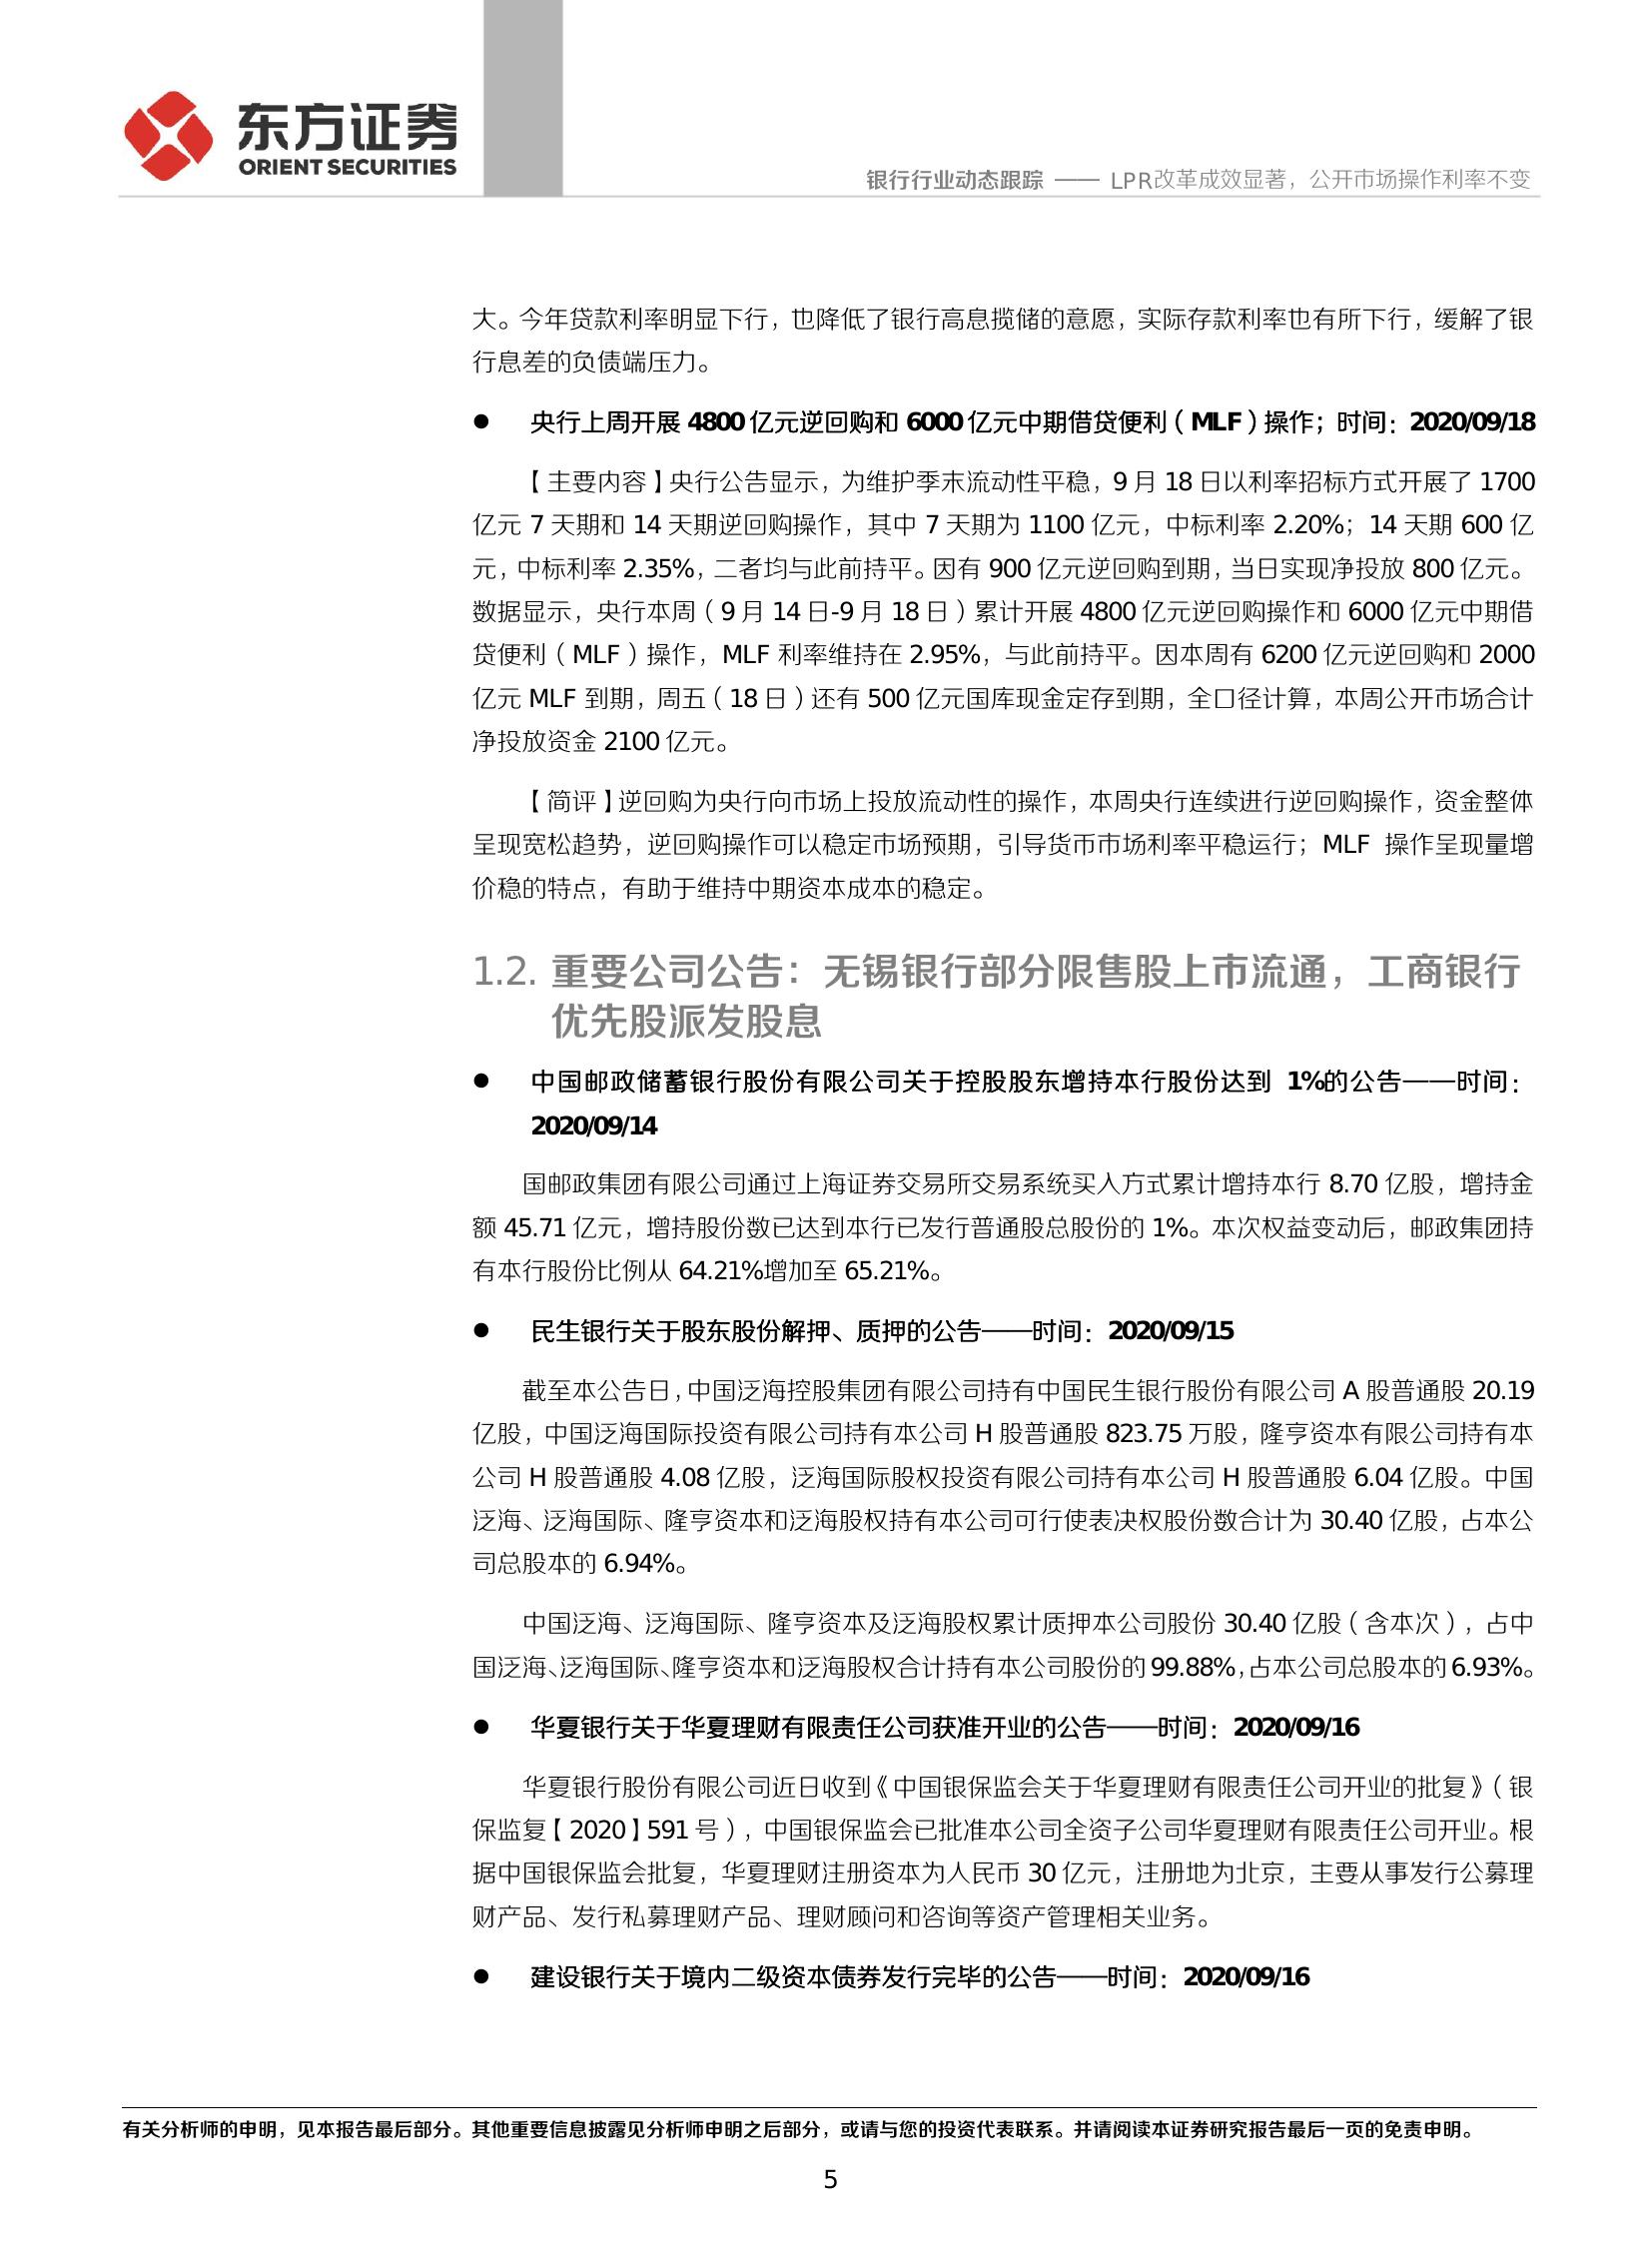 东方证券
ORIENT SECURITIES
银行行业动态跟踪 —— LPR改革成效显著，公开市场操作利率不变
大。今年贷款利率明显下行，也降低了银行高息揽储的意愿，实际存款利率也有所下行，缓解了银
行息差的负债端压力。
● 央行上周开展 4800 亿元逆回购和 6000 亿元中期借贷便利（MLF）操作；时间：2020/09/18
【主要内容】央行公告显示，为维护季末流动性平稳，9 月 18 日以利率招标方式开展了 1700
亿元 7 天期和 14 天期逆回购操作，其中 7 天期为 1100 亿元，中标利率 2.20%；14 天期 600 亿
元，中标利率 2.35%，二者均与此前持平。因有 900 亿元逆回购到期，当日实现净投放 800 亿元。
数据显示，央行本周（9 月 14 日-9 月 18 日）累计开展 4800 亿元逆回购操作和 6000 亿元中期借
贷便利（MLF）操作，MLF 利率维持在 2.95%，与此前持平。因本周有 6200 亿元逆回购和 2000
亿元 MLF 到期，周五（18 日）还有 500 亿元国库现金定存到期，全口径计算，本周公开市场合计
净投放资金 2100 亿元。
【简评】逆回购为央行向市场上投放流动性的操作，本周央行连续进行逆回购操作，资金整体
呈现宽松趋势，逆回购操作可以稳定市场预期，引导货币市场利率平稳运行；MLF 操作呈现量增
价稳的特点，有助于维持中期资本成本的稳定。
1.2. 重要公司公告：无锡银行部分限售股上市流通，工商银行
优先股派发股息
● 中国邮政储蓄银行股份有限公司关于控股股东增持本行股份达到 1%的公告——时间：
2020/09/14
国邮政集团有限公司通过上海证券交易所交易系统买入方式累计增持本行 8.70 亿股，增持金
额 45.71 亿元，增持股份数已达到本行已发行普通股总股份的 1%。本次权益变动后，邮政集团持
有本行股份比例从 64.21%增加至 65.21%。
● 民生银行关于股东股份解押、质押的公告——时间：2020/09/15
截至本公告日，中国泛海控股集团有限公司持有中国民生银行股份有限公司 A 股普通股 20.19
亿股，中国泛海国际投资有限公司持有本公司 H 股普通股 823.75 万股，隆亨资本有限公司持有本
公司 H 股普通股 4.08 亿股，泛海国际股权投资有限公司持有本公司 H 股普通股 6.04 亿股。中国
泛海、泛海国际、隆亨资本和泛海股权持有本公司可行使表决权股份数合计为 30.40 亿股，占本公
司总股本的 6.94%。
中国泛海、泛海国际、隆亨资本及泛海股权累计质押本公司股份 30.40 亿股（含本次），占中
国泛海、泛海国际、隆亨资本和泛海股权合计持有本公司股份的 99.88%，占本公司总股本的 6.93%。
● 华夏银行关于华夏理财有限责任公司获准开业的公告——时间：2020/09/16
华夏银行股份有限公司近日收到《中国银保监会关于华夏理财有限责任公司开业的批复》（银
保监复【2020】591 号），中国银保监会已批准本公司全资子公司华夏理财有限责任公司开业。根
据中国银保监会批复，华夏理财注册资本为人民币 30 亿元，注册地为北京，主要从事发行公募理
财产品、发行私募理财产品、理财顾问和咨询等资产管理相关业务。
● 建设银行关于境内二级资本债券发行完毕的公告——时间：2020/09/16
有关分析师的申明，见本报告最后部分。其他重要信息披露见分析师申明之后部分，或请与您的投资代表联系。并请阅读本证券研究报告最后一页的免责申明。
5